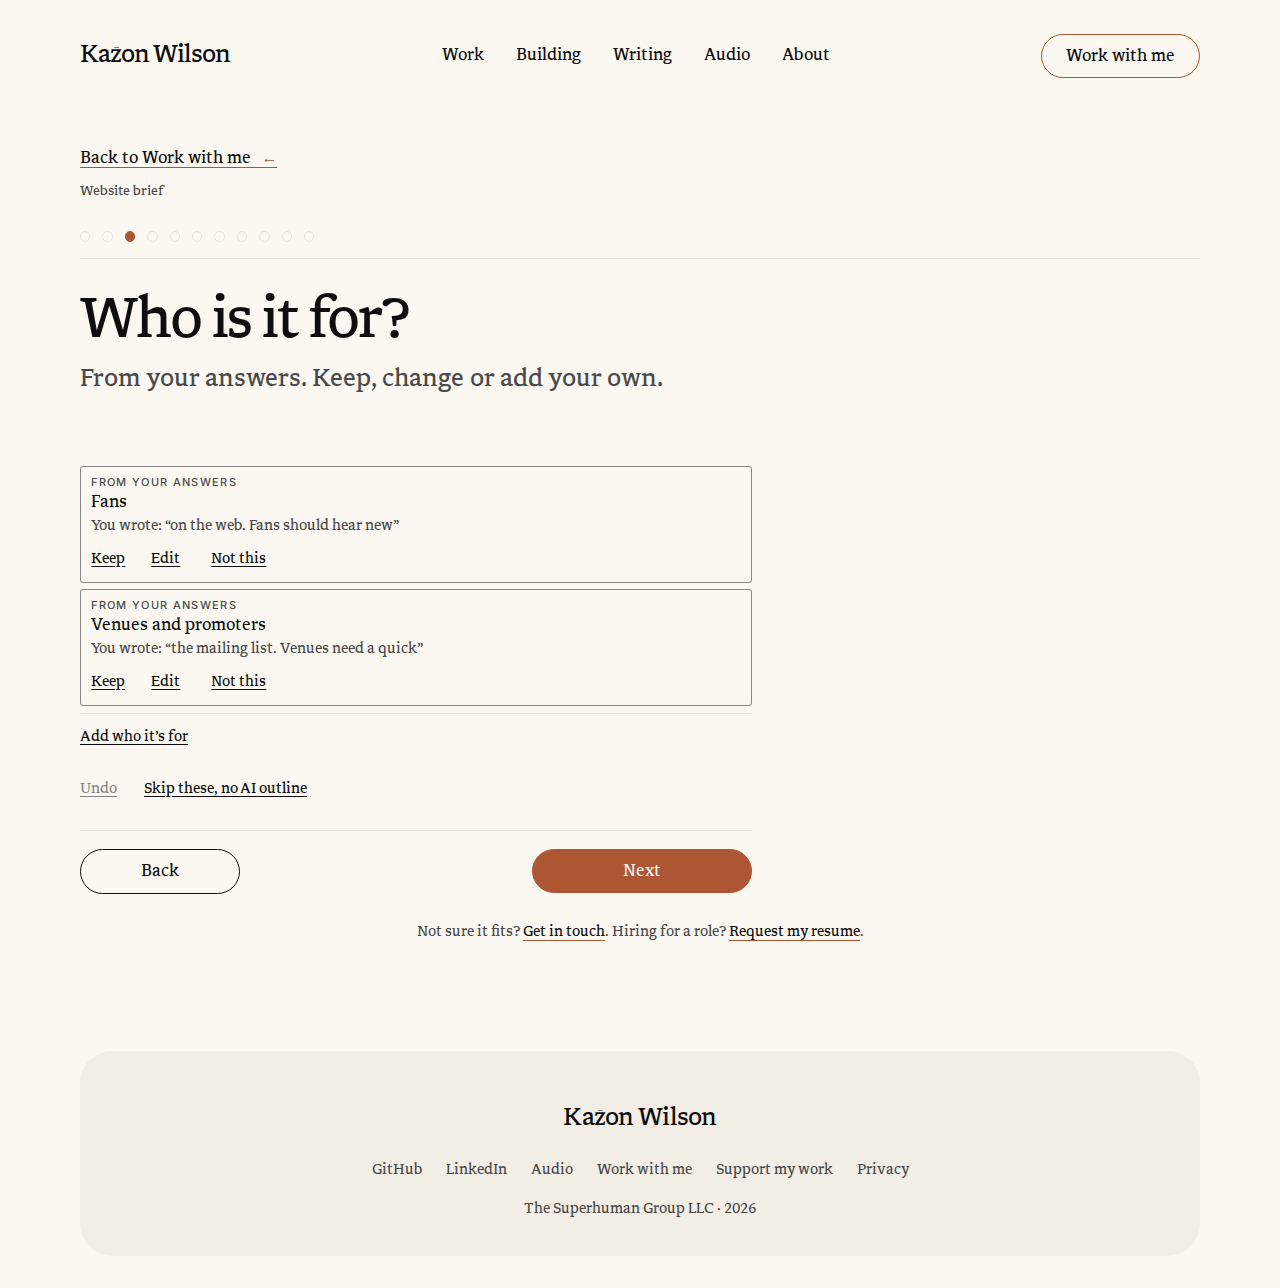 Każon Wilson
Work Building Writing Audio About
Work with me
Back to Work with me ←
Website brief
Who is it for?
From your answers. Keep, change or add your own.
FROM YOUR ANSWERS
Fans
You wrote: “on the web. Fans should hear new”
Keep Edit Not this
FROM YOUR ANSWERS
Venues and promoters
You wrote: “the mailing list. Venues need a quick”
Keep Edit Not this
Add who it’s for
Undo Skip these, no AI outline
Back Next
Not sure it fits? Get in touch. Hiring for a role? Request my resume.
Każon Wilson
GitHub LinkedIn Audio Work with me Support my work Privacy
The Superhuman Group LLC · 2026